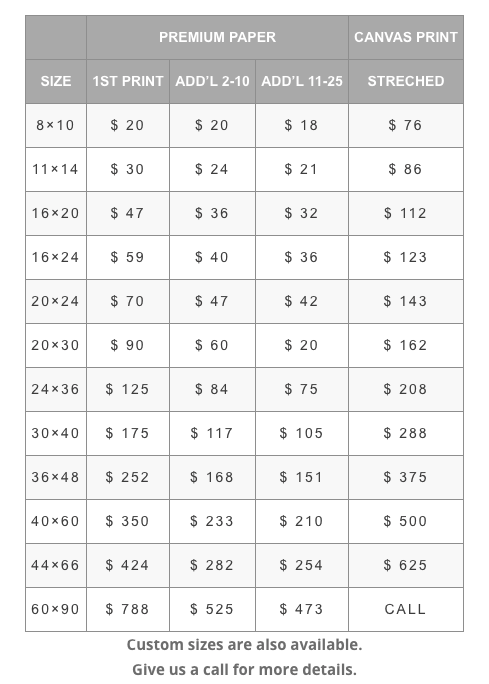 PREMIUM PAPER CANVAS PRINT
SIZE 1ST PRINT ADD'L 2-10 ADD'L 11-25 STRECHED
8×10 $ 20 $ 20 $ 18 $ 76
11×14 $ 30 $ 24 $ 21 $ 86
16×20 $ 47 $ 36 $ 32 $ 112
16×24 $ 59 $ 40 $ 36 $ 123
20×24 $ 70 $ 47 $ 42 $ 143
20×30 $ 90 $ 60 $ 20 $ 162
24×36 $ 125 $ 84 $ 75 $ 208
30×40 $ 175 $ 117 $ 105 $ 288
36×48 $ 252 $ 168 $ 151 $ 375
40×60 $ 350 $ 233 $ 210 $ 500
44×66 $ 424 $ 282 $ 254 $ 625
60×90 $ 788 $ 525 $ 473 CALL
Custom sizes are also available.
Give us a call for more details.